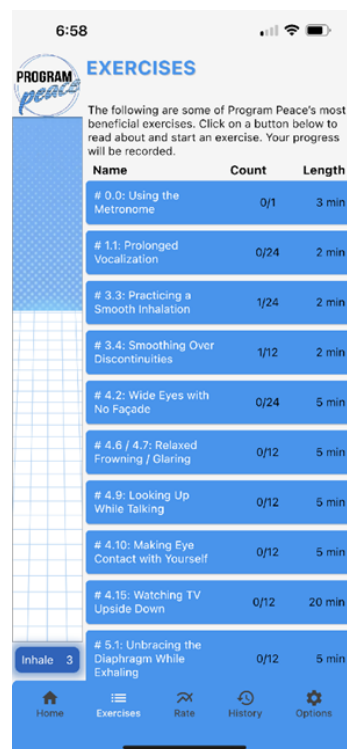 6:58
PROGRAM
peace
EXERCISES
The following are some of Program Peace's most
beneficial exercises. Click on a button below to
read about and start an exercise. Your progress
will be recorded.
Name Count Length
# 0.0: Using the
Metronome 0/1 3 min
# 1.1: Prolonged
Vocalization 0/24 2 min
# 3.3: Practicing a
Smooth Inhalation 1/24 2 min
# 3.4: Smoothing Over
Discontinuities 1/12 2 min
# 4.2: Wide Eyes with
No Façade 0/24 5 min
# 4.6 / 4.7: Relaxed
Frowning / Glaring 0/12 5 min
# 4.9: Looking Up
While Talking 0/12 5 min
# 4.10: Making Eye
Contact with Yourself 0/12 5 min
# 4.15: Watching TV
Upside Down 0/12 20 min
# 5.1: Unbracing the
Diaphragm While
Exhaling 0/12 5 min
Inhale 3
Home Exercises Rate History Options